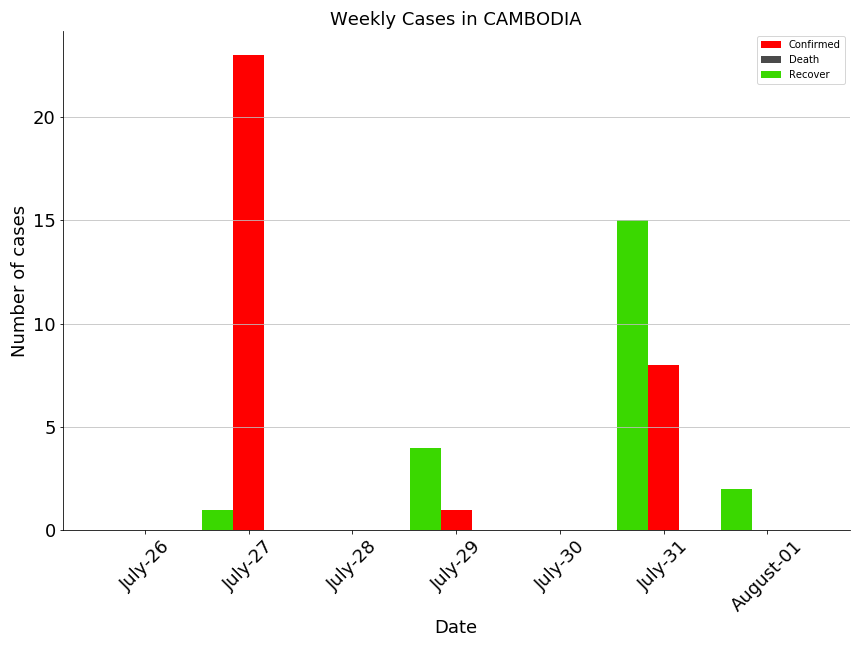 Weekly Cases in CAMBODIA
Confirmed
Death
Recover
Number of cases
20
15
10
5
0
July-26
July-27
July-28
July-29
July-30
July-31
August-01
Date